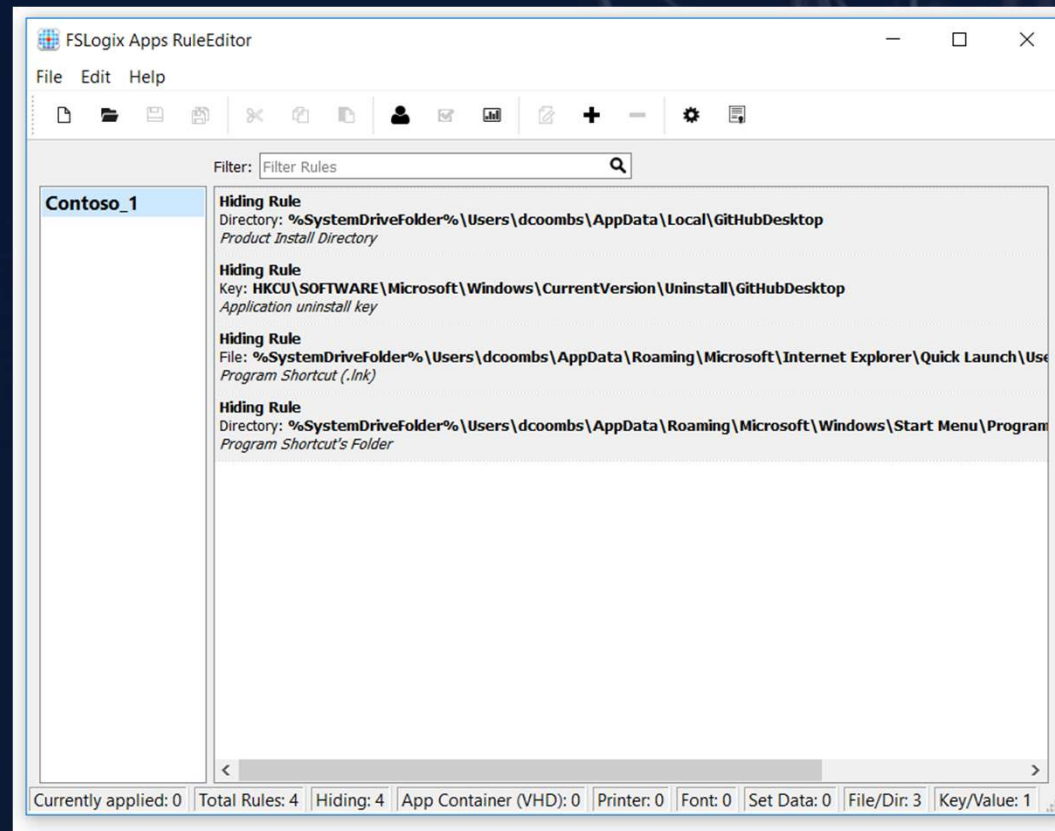 FSLogix Apps RuleEditor
File Edit Help
Filter: Filter Rules
Contoso_1
Hiding Rule
Directory: %SystemDriveFolder%\Users\dcoombs\AppData\Local\GitHubDesktop
Product Install Directory
Hiding Rule
Key: HKCU\SOFTWARE\Microsoft\Windows\CurrentVersion\Uninstall\GitHubDesktop
Application uninstall key
Hiding Rule
File: %SystemDriveFolder%\Users\dcoombs\AppData\Roaming\Microsoft\Internet Explorer\Quick Launch\Use
Program Shortcut (.lnk)
Hiding Rule
Directory: %SystemDriveFolder%\Users\dcoombs\AppData\Roaming\Microsoft\Windows\Start Menu\Program
Program Shortcut's Folder
Currently applied: 0 Total Rules: 4 Hiding: 4 App Container (VHD): 0 Printer: 0 Font: 0 Set Data: 0 File/Dir: 3 Key/Value: 1